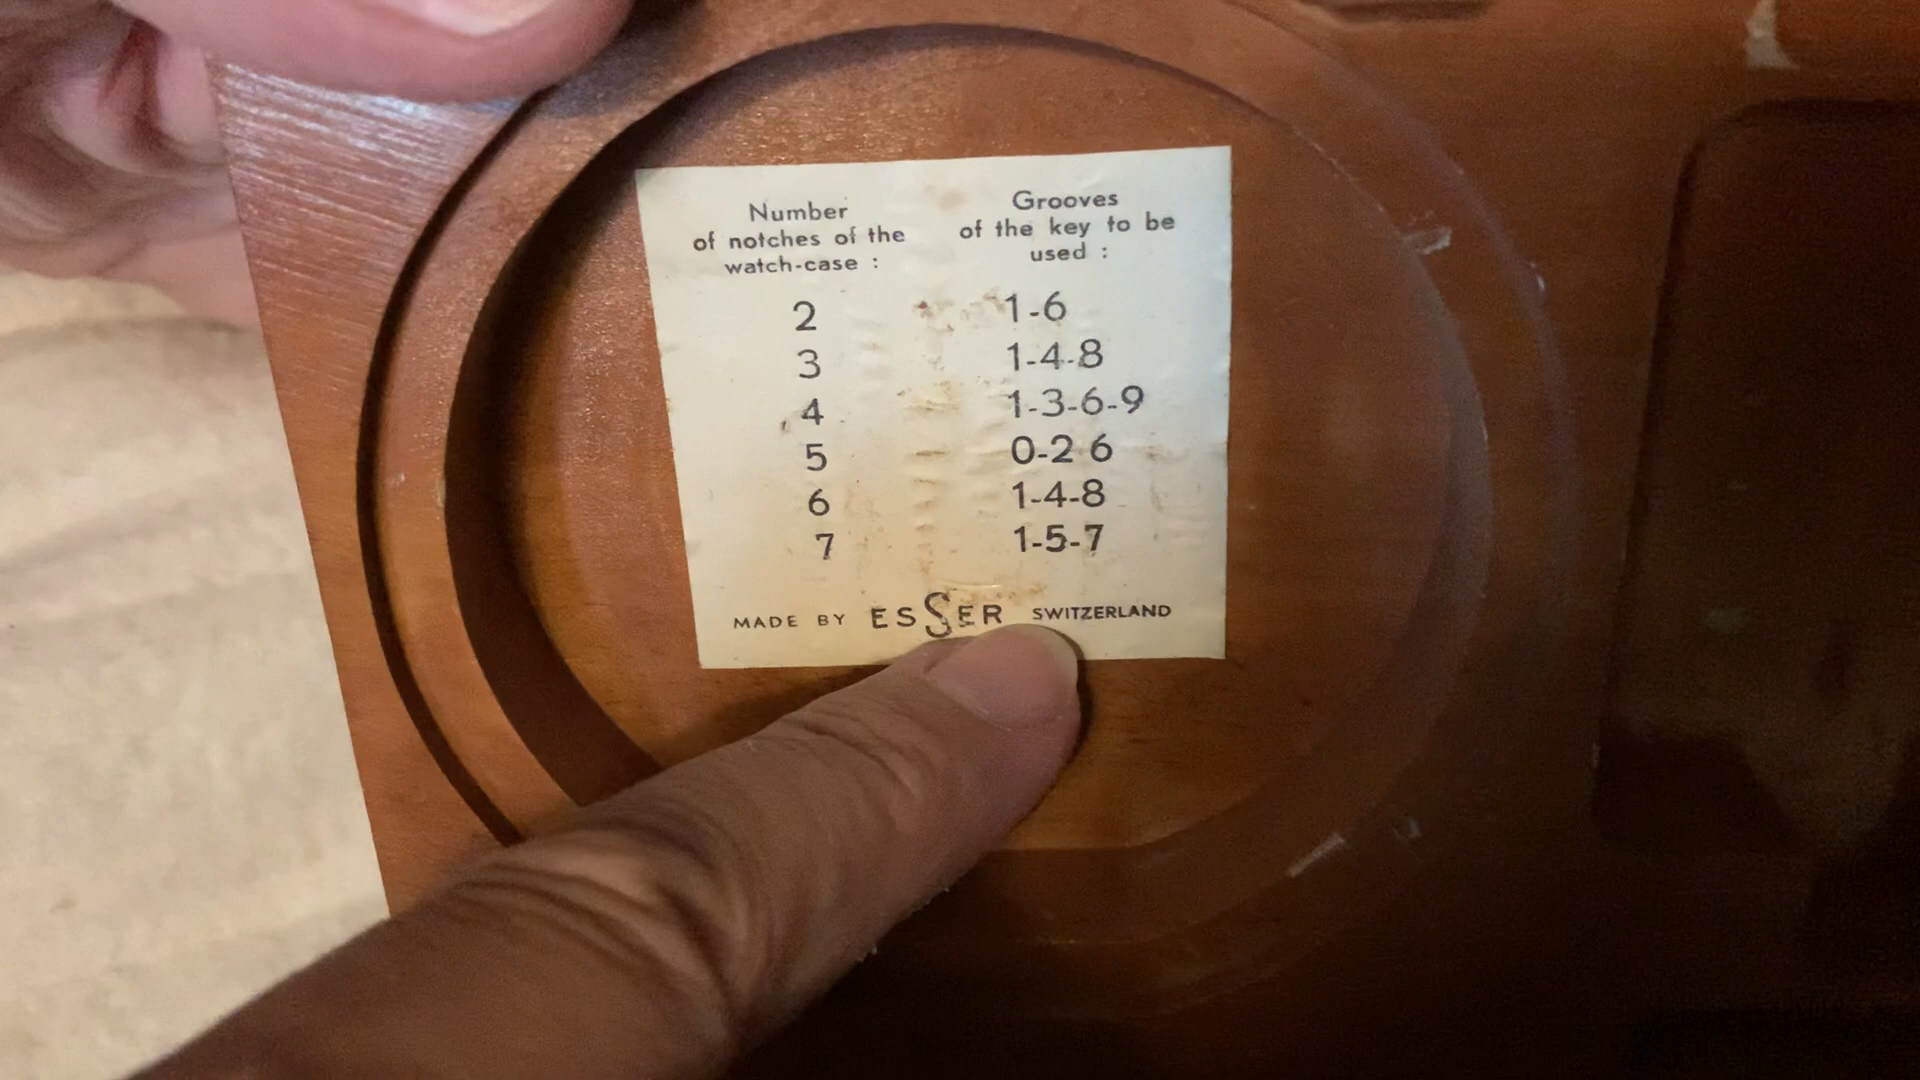 Number
of notches of the
watch-case :
Grooves
of the key to be
used :
2 1-6
3 1-4-8
4 1-3-6-9
5 0-2 6
6 1-4-8
7 1-5-7
MADE BY ESSER SWITZERLAND